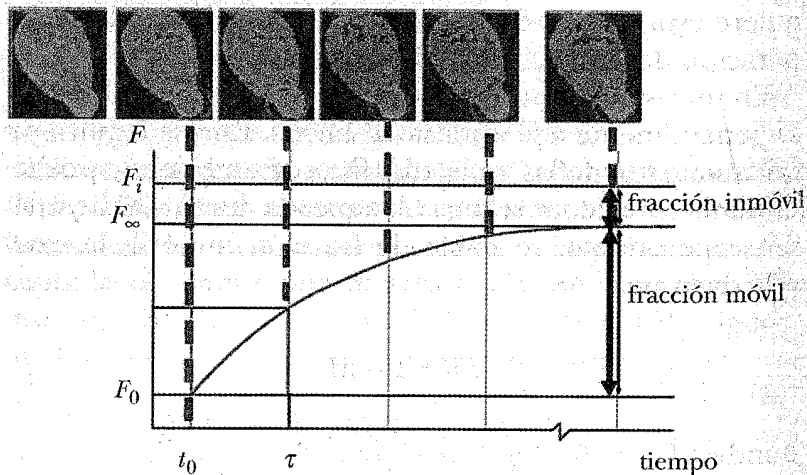 F
F_i
fracción inmóvil
F_∞
fracción móvil
F_0
t_0 τ tiempo